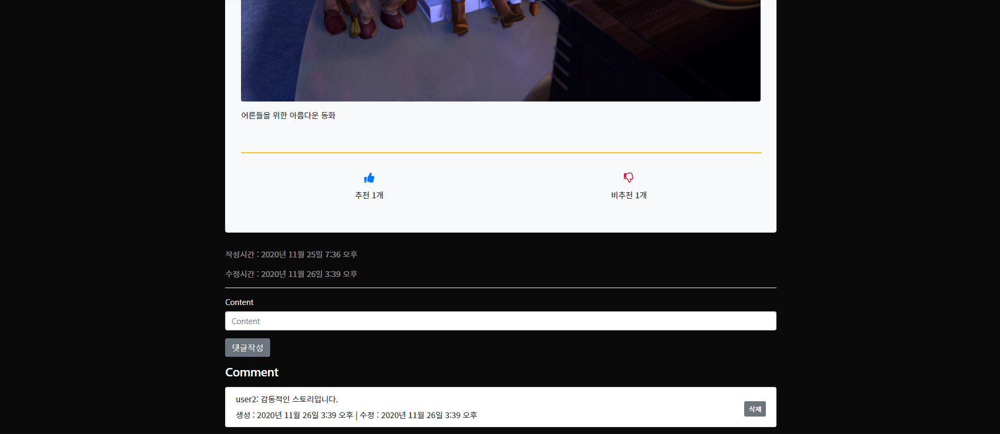 어른들을 위한 아름다운 동화
추천 1개
비추천 1개
작성시간 : 2020년 11월 25일 7:36 오후
수정시간 : 2020년 11월 26일 3:39 오후
Content
Content
댓글작성
Comment
user2: 감동적인 스토리입니다.
생성 : 2020년 11월 26일 3:39 오후 | 수정 : 2020년 11월 26일 3:39 오후
삭제